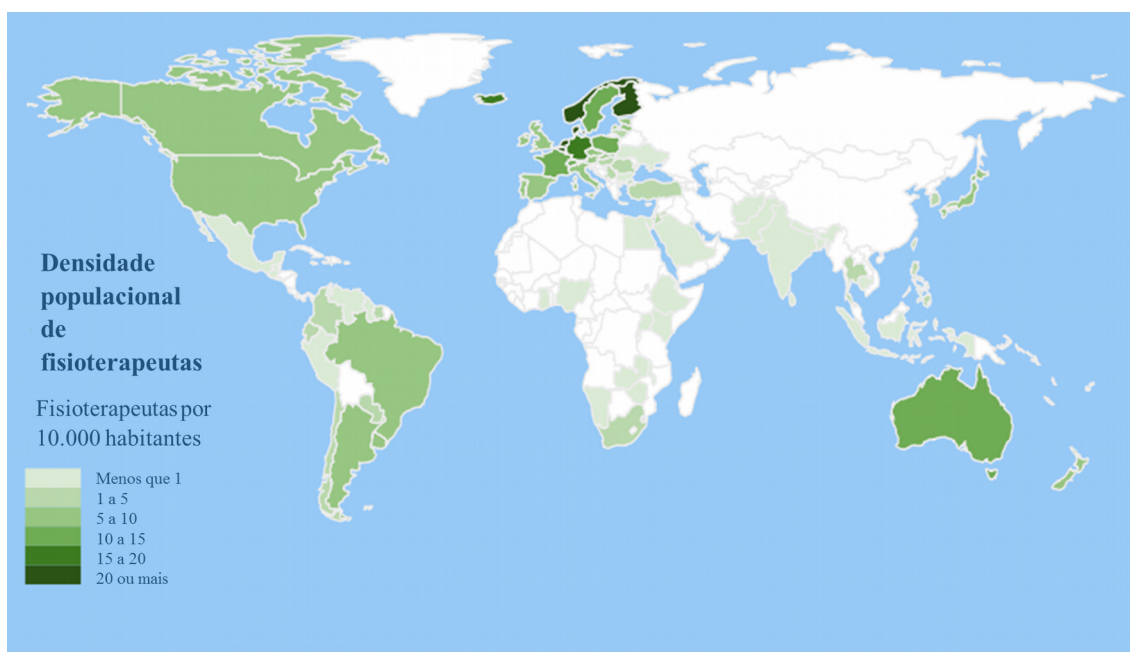 Densidade
populacional
de
fisioterapeutas
Fisioterapeutas por
10.000 habitantes
Menos que 1
1 a 5
5 a 10
10 a 15
15 a 20
20 ou mais